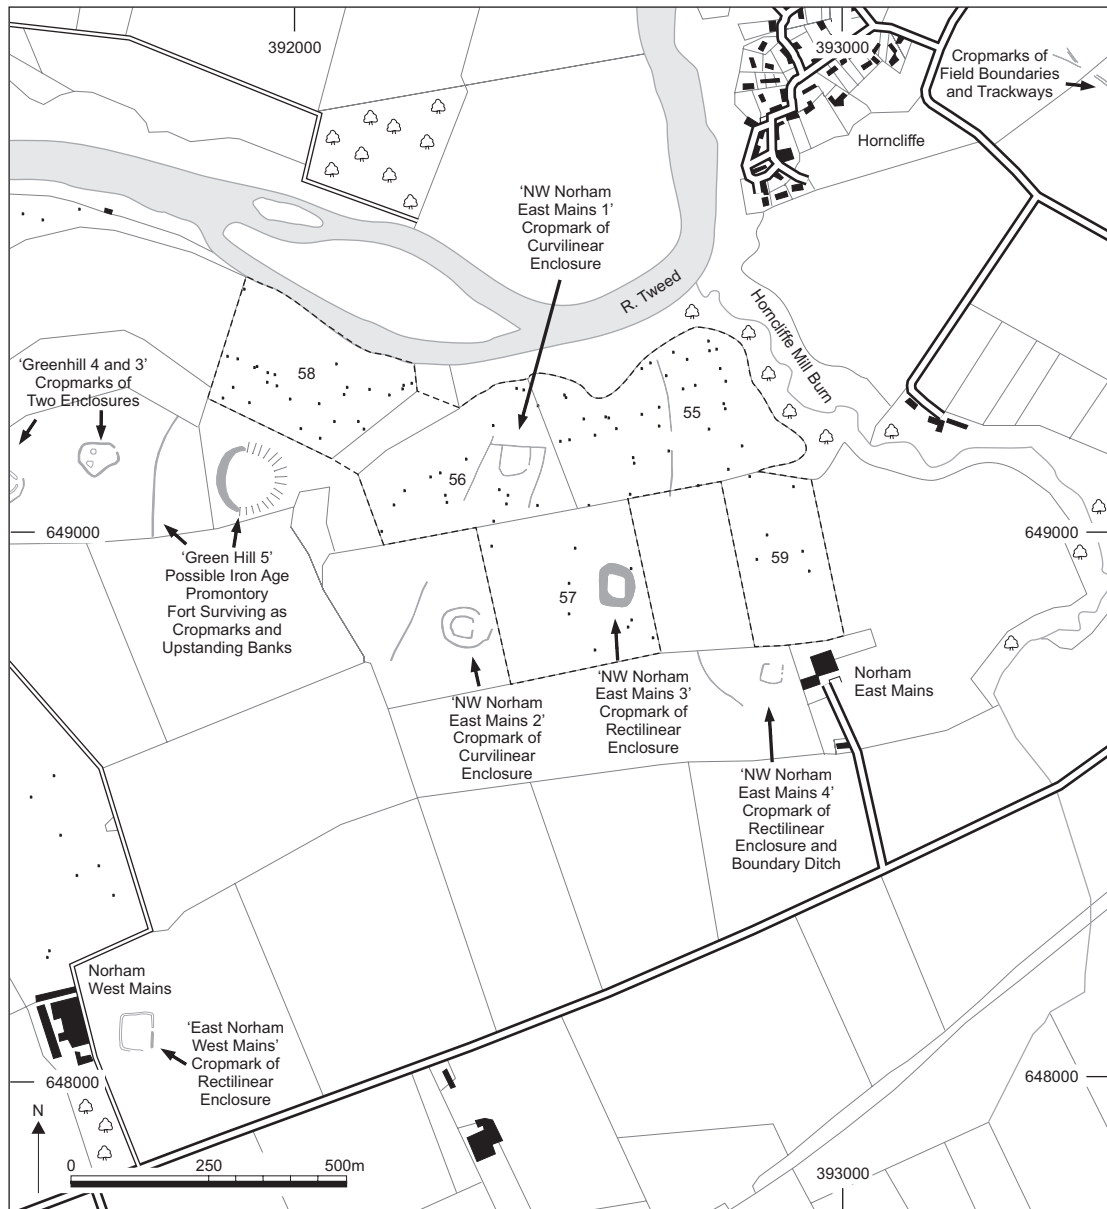 392000
393000
Cropmarks of
Field Boundaries
and Trackways
Horncliffe
'NW Norham
East Mains 1'
Cropmark of
Curvilinear
Enclosure
R. Tweed
Horncliffe Mill Burn
'Greenhill 4 and 3'
Cropmarks of
Two Enclosures
58
55
56
649000
649000
'Green Hill 5'
Possible Iron Age
Promontory
Fort Surviving as
Cropmarks and
Upstanding Banks
59
57
'NW Norham
East Mains 2'
Cropmark of
Curvilinear
Enclosure
'NW Norham
East Mains 3'
Cropmark of
Rectilinear
Enclosure
Norham
East Mains
'NW Norham
East Mains 4'
Cropmark of
Rectilinear
Enclosure and
Boundary Ditch
Norham
West Mains
'East Norham
West Mains'
Cropmark of
Rectilinear
Enclosure
648000
648000
N
0 250 500m
393000